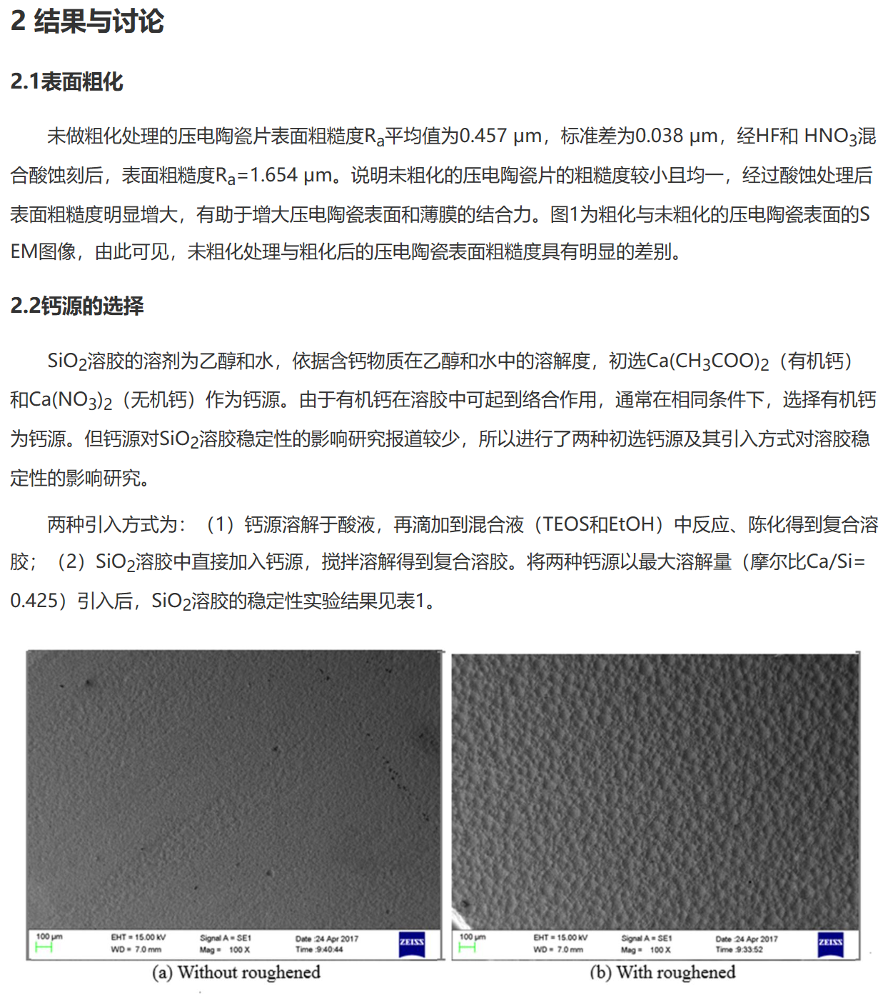 2 结果与讨论
2.1表面粗化
未做粗化处理的压电陶瓷片表面粗糙度Ra平均值为0.457 μm，标准差为0.038 μm，经HF和 HNO3混
合酸蚀刻后，表面粗糙度Ra=1.654 μm。说明未粗化的压电陶瓷片的粗糙度较小且均一，经过酸蚀处理后
表面粗糙度明显增大，有助于增大压电陶瓷表面和薄膜的结合力。图1为粗化与未粗化的压电陶瓷表面的S
EM图像，由此可见，未粗化处理与粗化后的压电陶瓷表面粗糙度具有明显的差别。
2.2钙源的选择
SiO2溶胶的溶剂为乙醇和水，依据含钙物质在乙醇和水中的溶解度，初选Ca(CH3COO)2（有机钙）
和Ca(NO3)2（无机钙）作为钙源。由于有机钙在溶胶中可起到络合作用，通常在相同条件下，选择有机钙
为钙源。但钙源对SiO2溶胶稳定性的影响研究报道较少，所以进行了两种初选钙源及其引入方式对溶胶稳
定性的影响研究。
两种引入方式为：（1）钙源溶解于酸液，再滴加到混合液（TEOS和EtOH）中反应、陈化得到复合溶
胶；（2）SiO2溶胶中直接加入钙源，搅拌溶解得到复合溶胶。将两种钙源以最大溶解量（摩尔比Ca/Si=
0.425）引入后，SiO2溶胶的稳定性实验结果见表1。
100 μm EHT = 15.00 kV Signal A = SE1 Date :24 Apr 2017 ZEISS
WD = 7.0 mm Mag = 100 X Time :9:40:44
100 μm EHT = 15.00 kV Signal A = SE1 Date :24 Apr 2017 ZEISS
WD = 7.0 mm Mag = 100 X Time :9:33:52
(a) Without roughened
(b) With roughened